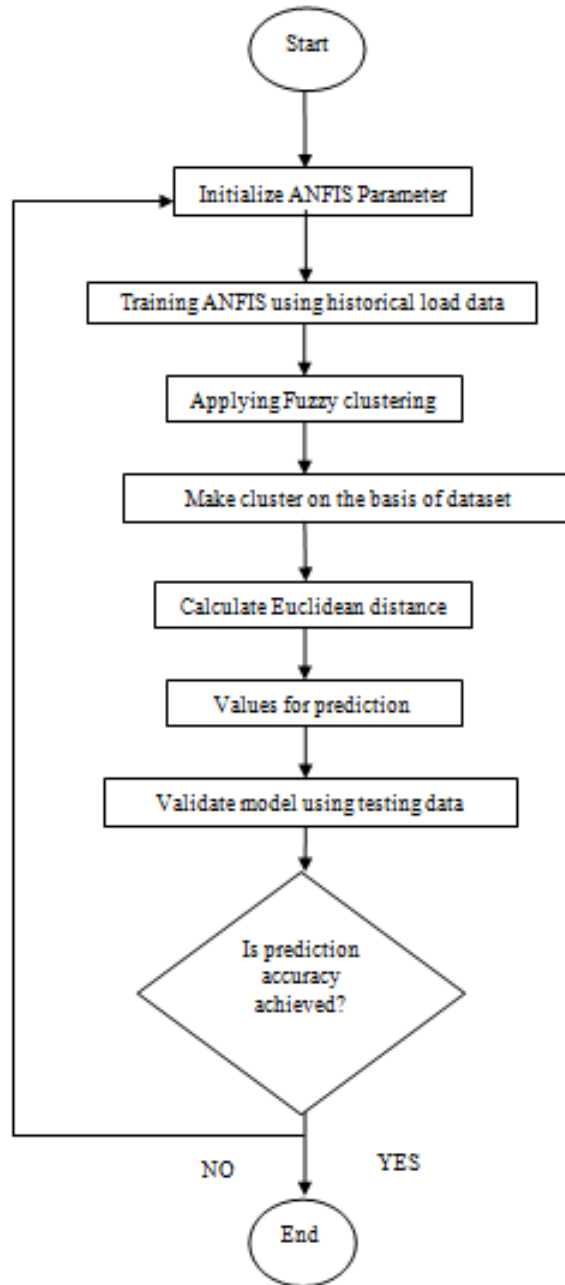 Start
Initialize ANFIS Parameter
Training ANFIS using historical load data
Applying Fuzzy clustering
Make cluster on the basis of dataset
Calculate Euclidean distance
Values for prediction
Validate model using testing data
Is prediction
accuracy
achieved?
NO
YES
End